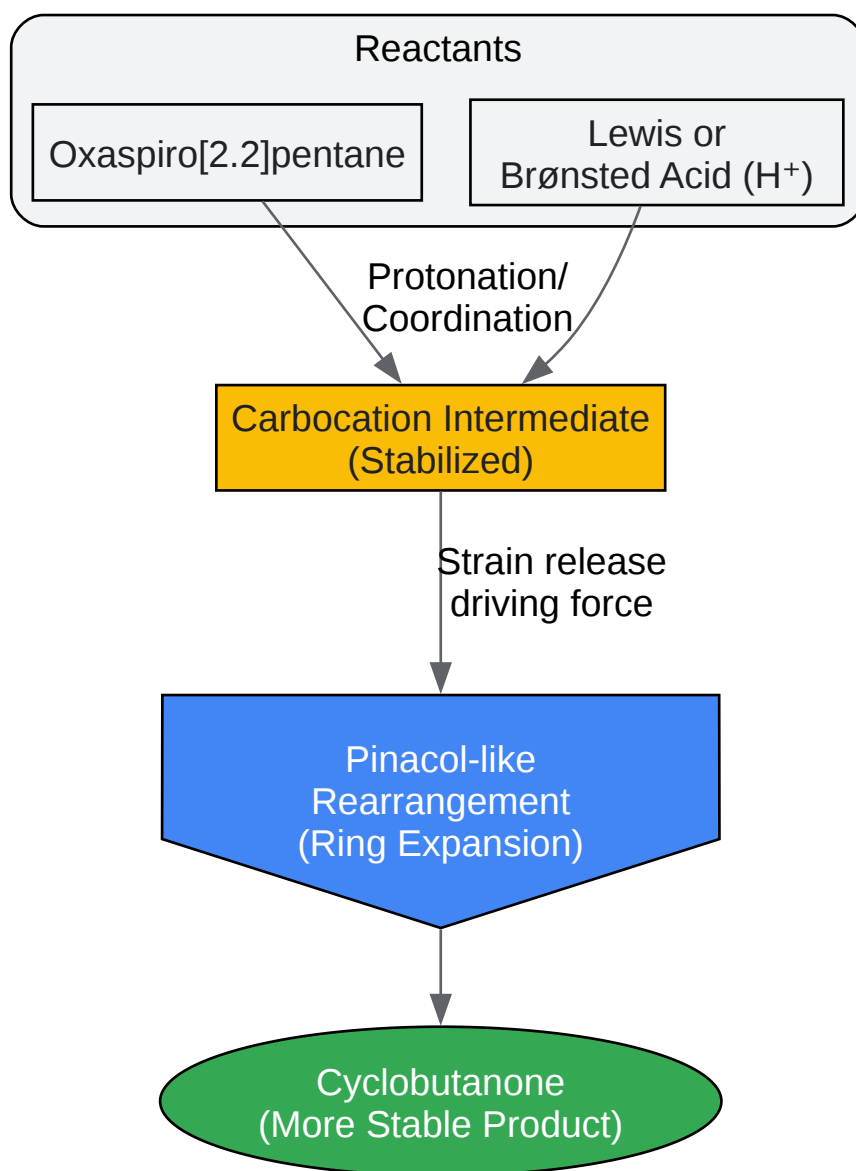 Reactants
Oxaspiro[2.2]pentane
Lewis or
Brønsted Acid (H⁺)
Protonation/
Coordination
Carbocation Intermediate
(Stabilized)
Strain release
driving force
Pinacol-like
Rearrangement
(Ring Expansion)
Cyclobutanone
(More Stable Product)